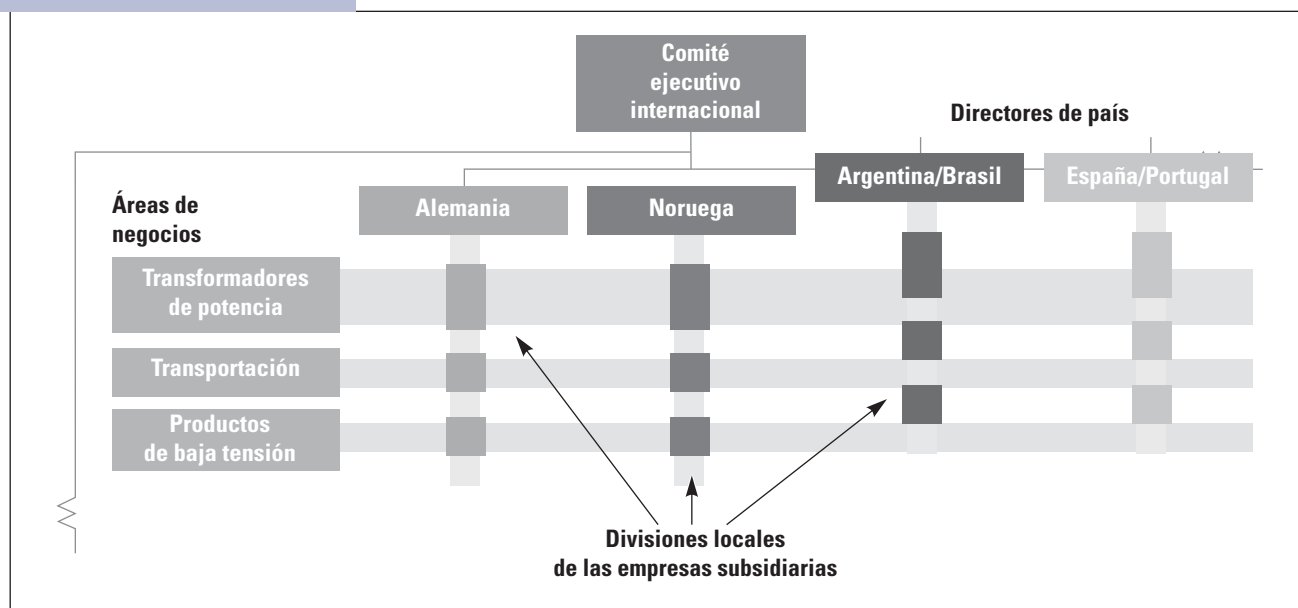 Comité
ejecutivo
internacional
Directores de país
Argentina/Brasil
España/Portugal
Áreas de
negocios
Alemania
Noruega
Transformadores
de potencia
Transportación
Productos
de baja tensión
Divisiones locales
de las empresas subsidiarias